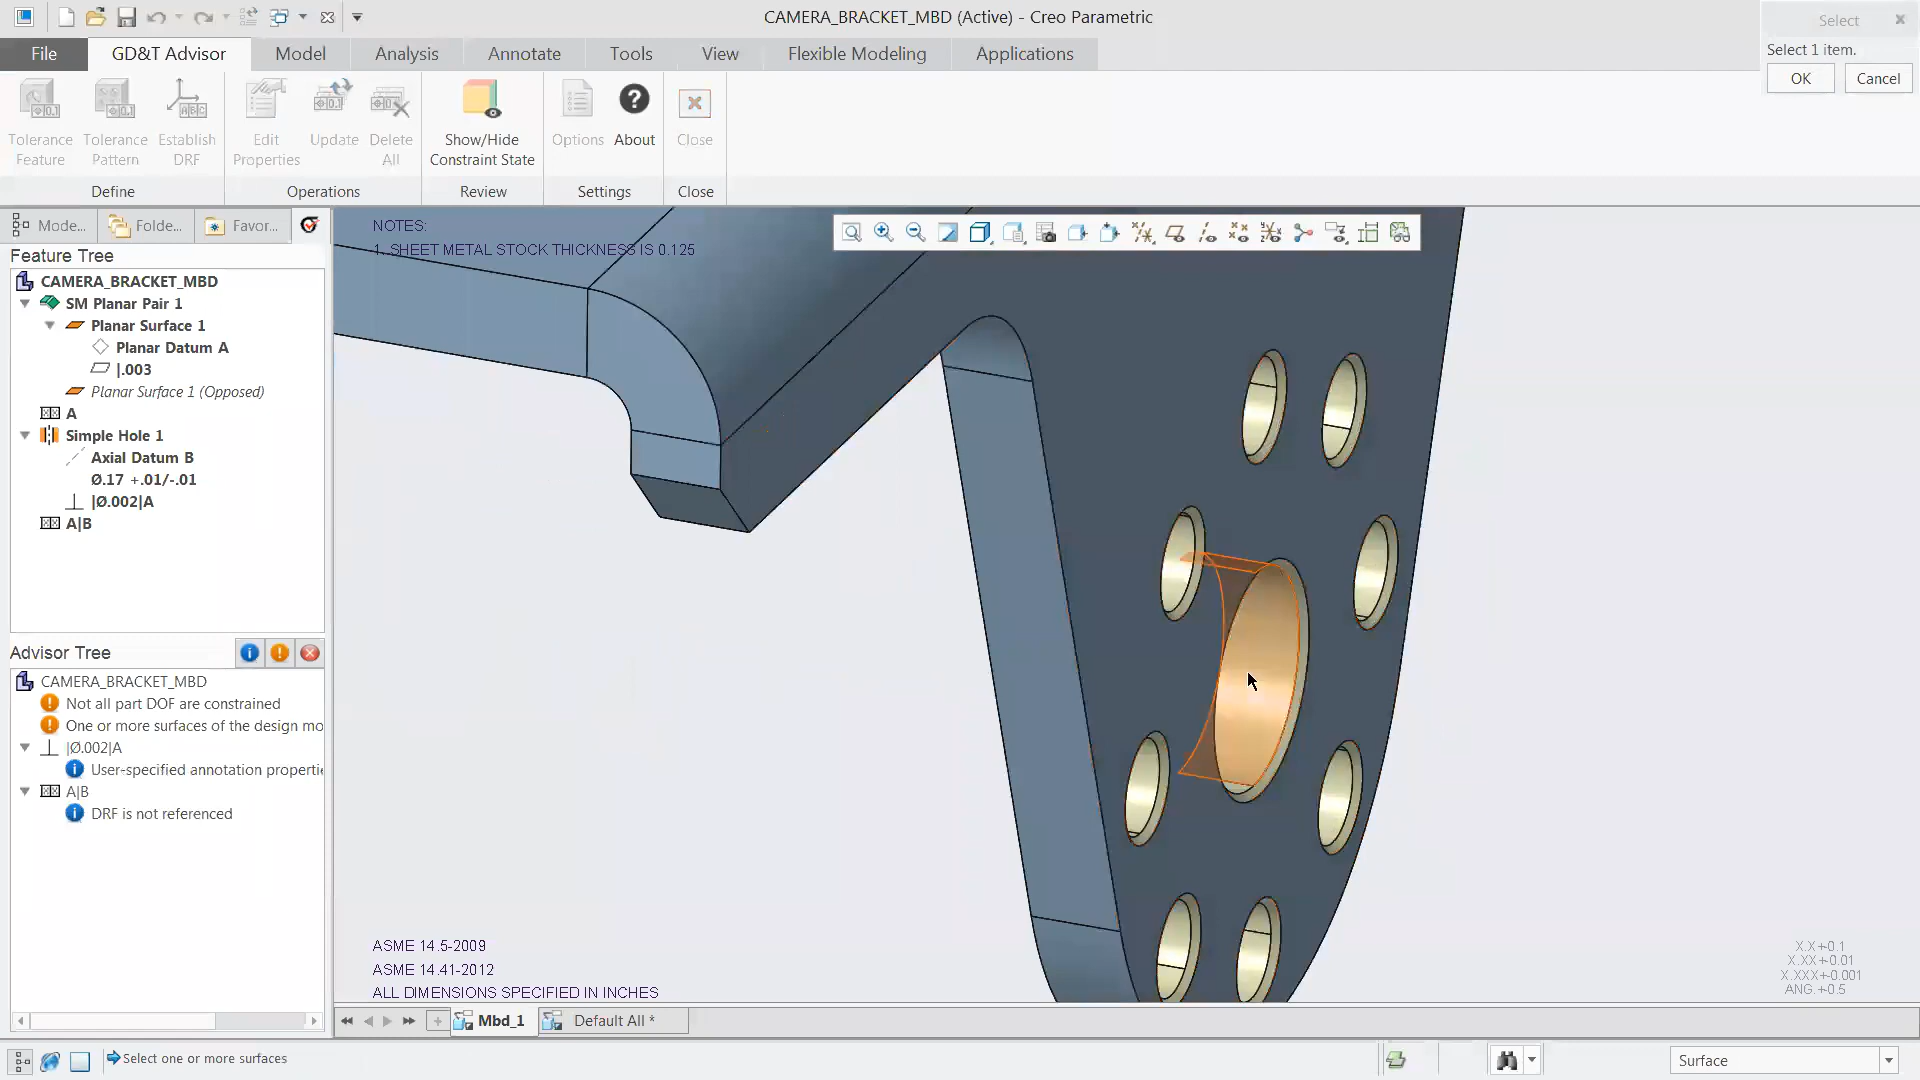 CAMERA_BRACKET_MBD (Active) - Creo Parametric
Select
Select 1 item.
OK
Cancel
File
GD&T Advisor
Model
Analysis
Annotate
Tools
View
Flexible Modeling
Applications
Tolerance Feature
Tolerance Pattern
Establish DRF
Edit Properties
Update
Delete All
Show/Hide Constraint State
Options
About
Close
Define
Operations
Review
Settings
Close
Mode...
Folde...
Favor...
Feature Tree
CAMERA_BRACKET_MBD
SM Planar Pair 1
Planar Surface 1
Planar Datum A
|.003
Planar Surface 1 (Opposed)
A
Simple Hole 1
Axial Datum B
Ø.17 +.01/-.01
|Ø.002|A
A|B
Advisor Tree
CAMERA_BRACKET_MBD
Not all part DOF are constrained
One or more surfaces of the design mo
|Ø.002|A
User-specified annotation properti
A|B
DRF is not referenced
NOTES:
1. SHEET METAL STOCK THICKNESS IS 0.125
ASME 14.5-2009
ASME 14.41-2012
ALL DIMENSIONS SPECIFIED IN INCHES
X.X+-0.1
X.XX+-0.01
X.XXX+-0.001
ANG.+-0.5
Mbd_1
Default All *
Select one or more surfaces
Surface